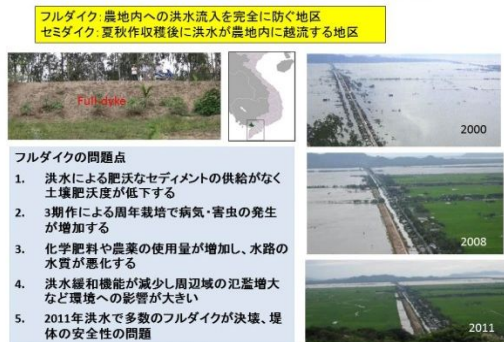 フルダイク:農地内への洪水流入を完全に防ぐ地区
セミダイク:夏秋作収穫後に洪水が農地内に越流する地区
Full-dyke
2000
フルダイクの問題点
1. 洪水による肥沃なセディメントの供給がなく
土壌肥沃度が低下する
2. 3期作による周年栽培で病気・害虫の発生
が増加する
3. 化学肥料や農薬の使用量が増加し、水路の
水質が悪化する
4. 洪水緩和機能が減少し周辺域の氾濫増大
など環境への影響が大きい
5. 2011年洪水で多数のフルダイクが決壊、堤
体の安全性の問題
2008
2011